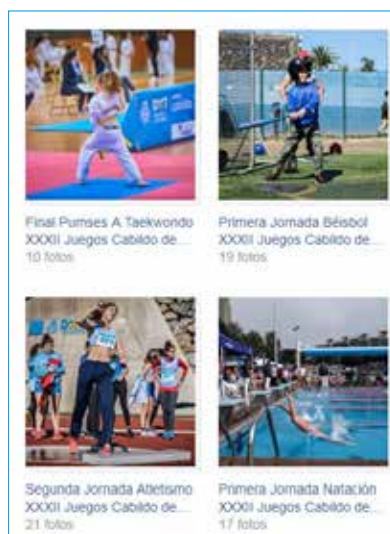 Final Pumses A Taekwondo
XXXII Juegos Cabildo de...
10 fotos
Primera Jornada Béisbol
XXXII Juegos Cabildo de...
19 fotos
Segunda Jornada Atletismo
XXXII Juegos Cabildo de...
21 fotos
Primera Jornada Natación
XXXII Juegos Cabildo de...
17 fotos